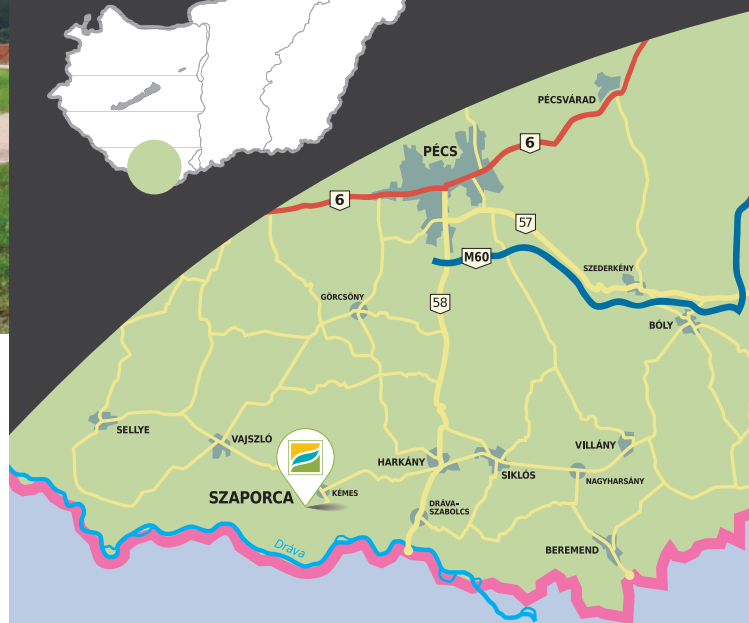 PÉCSVÁRAD
6
PÉCS
6
57
M60
SZEDERKÉNY
GÖRCSÖNY
58
BÓLY
SELLYE
VAJSZLÓ
VILLÁNY
HARKÁNY
SIKLÓS
NAGYHARSÁNY
SZAPORCA
KÉMES
DRÁVA-
SZABOLCS
Dráva
BEREMEND